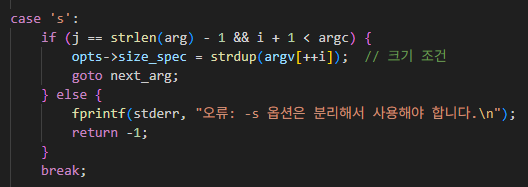 case 's':
    if (j == strlen(arg) - 1 && i + 1 < argc) {
        opts->size_spec = strdup(argv[++i]);  // 크기 조건
        goto next_arg;
    } else {
        fprintf(stderr, "오류: -s 옵션은 분리해서 사용해야 합니다.\n");
        return -1;
    }
    break;